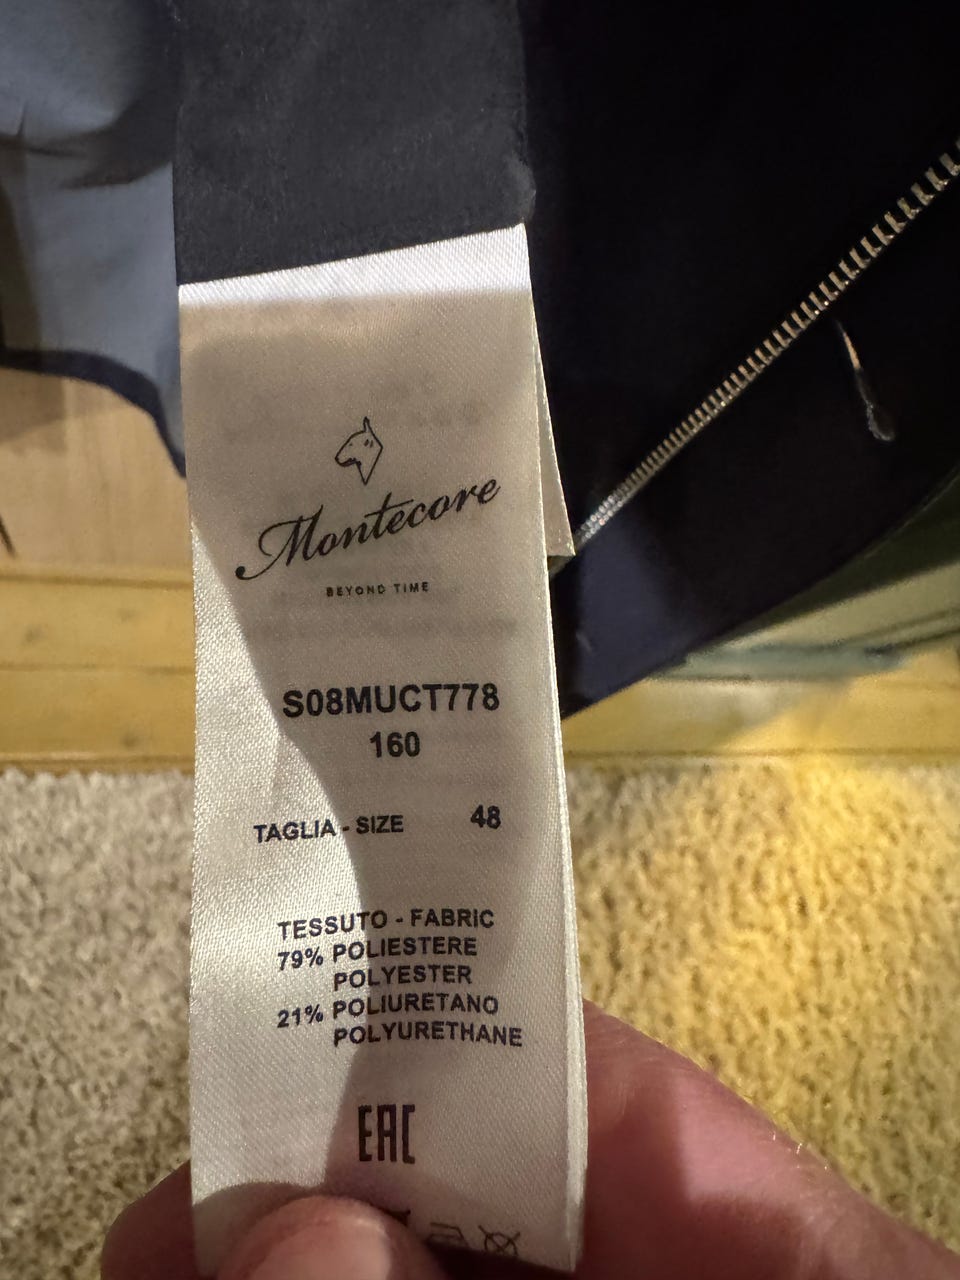 Montecore
BEYOND TIME
S08MUCT778
160
TAGLIA - SIZE 48
TESSUTO - FABRIC
79% POLIESTERE
POLYESTER
21% POLIURETANO
POLYURETHANE
EAC